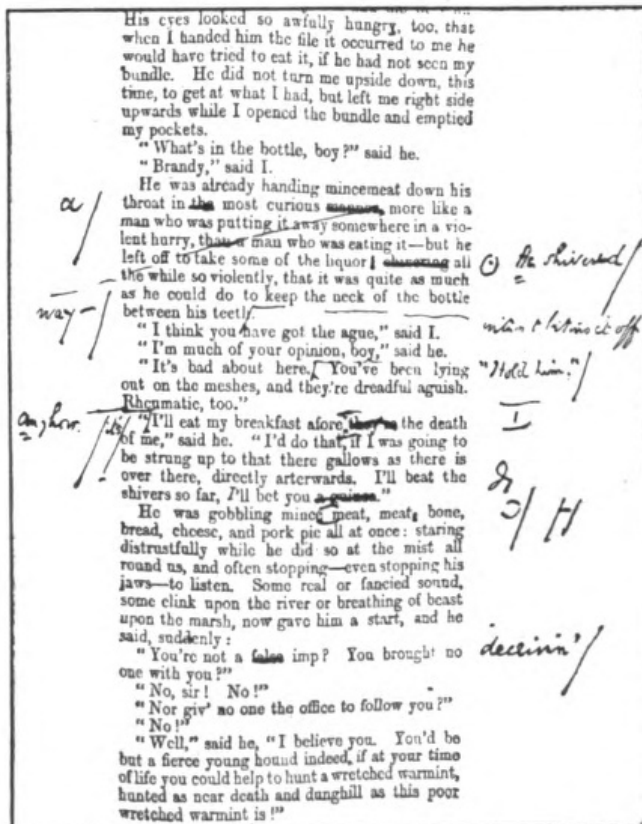 His eyes looked so awfully hungry, too, that
when I handed him the file it occurred to me he
would have tried to eat it, if he had not seen my
bundle. He did not turn me upside down, this
time, to get at what I had, but left me right side
upwards while I opened the bundle and emptied
my pockets.
"What's in the bottle, boy?" said he.
"Brandy," said I.
He was already handing mincemeat down his
a
throat in the most curious manner, more like a
man who was putting it away somewhere in a vio-
lent hurry, than a man who was eating it—but he
left off to take some of the liquor, shivering all
He shivered
the while so violently, that it was quite as much
way
as he could do to keep the neck of the bottle
between his teeth
"I think you have got the ague," said I.
it off
"I'm much of your opinion, boy," said he.
"It's bad about here. You've been lying
"Hold him."
out on the meshes, and they're dreadful aguish.
Rheumatic, too."
"I'll eat my breakfast afore they're the death
of me," said he. "I'd do that, if I was going to
be strung up to that there gallows as there is
over there, directly arterwards. I'll beat the
shivers so far, I'll bet you a guinea."
He was gobbling mince meat, meat, bone,
H
bread, cheese, and pork pie all at once: staring
distrustfully while he did so at the mist all
round us, and often stopping—even stopping his
jaws—to listen. Some real or fancied sound,
some clink upon the river or breathing of beast
upon the marsh, now gave him a start, and he
said, suddenly:
"You're not a false imp? You brought no
deceivin'
one with you?"
"No, sir! No!"
"Nor giv' no one the office to follow you?"
"No!"
"Well," said he, "I believe you. You'd be
but a fierce young hound indeed, if at your time
of life you could help to hunt a wretched warmint,
hunted as near death and dunghill as this poor
wretched warmint is!"